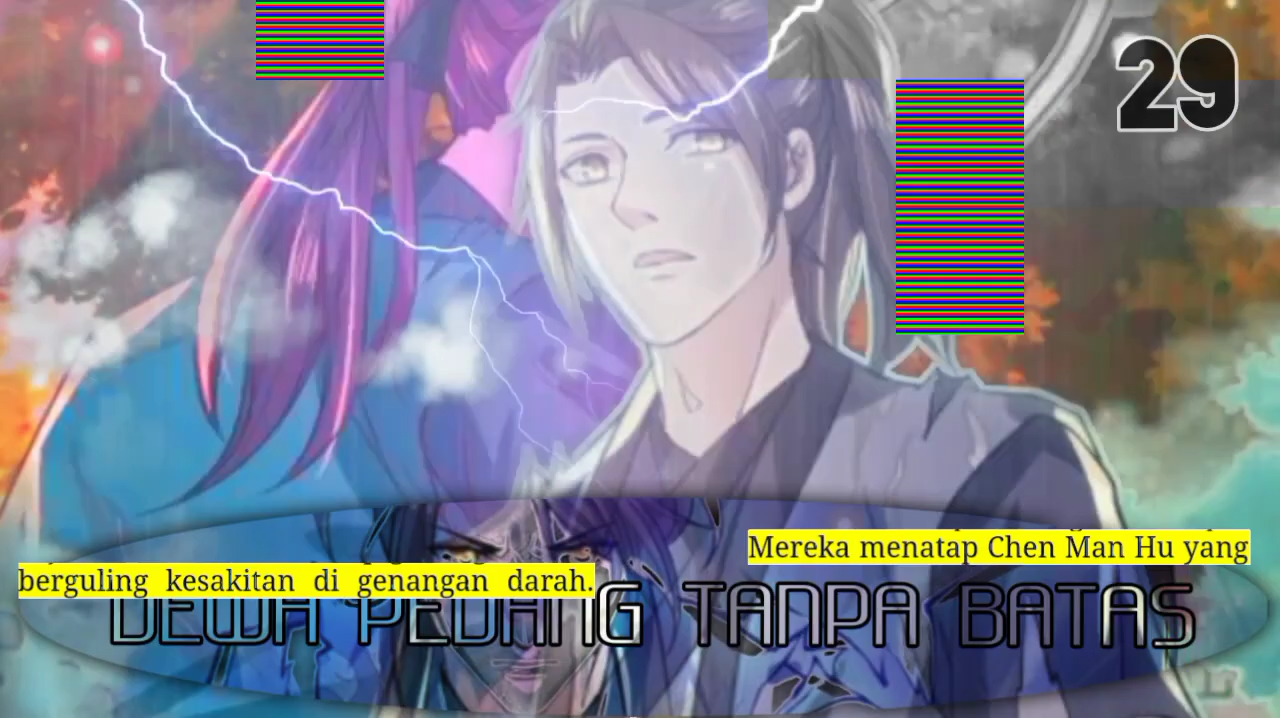 29
Mereka menatap Chen Man Hu yang
berguling kesakitan di genangan darah.
DEWA PEDANG TANPA BATAS